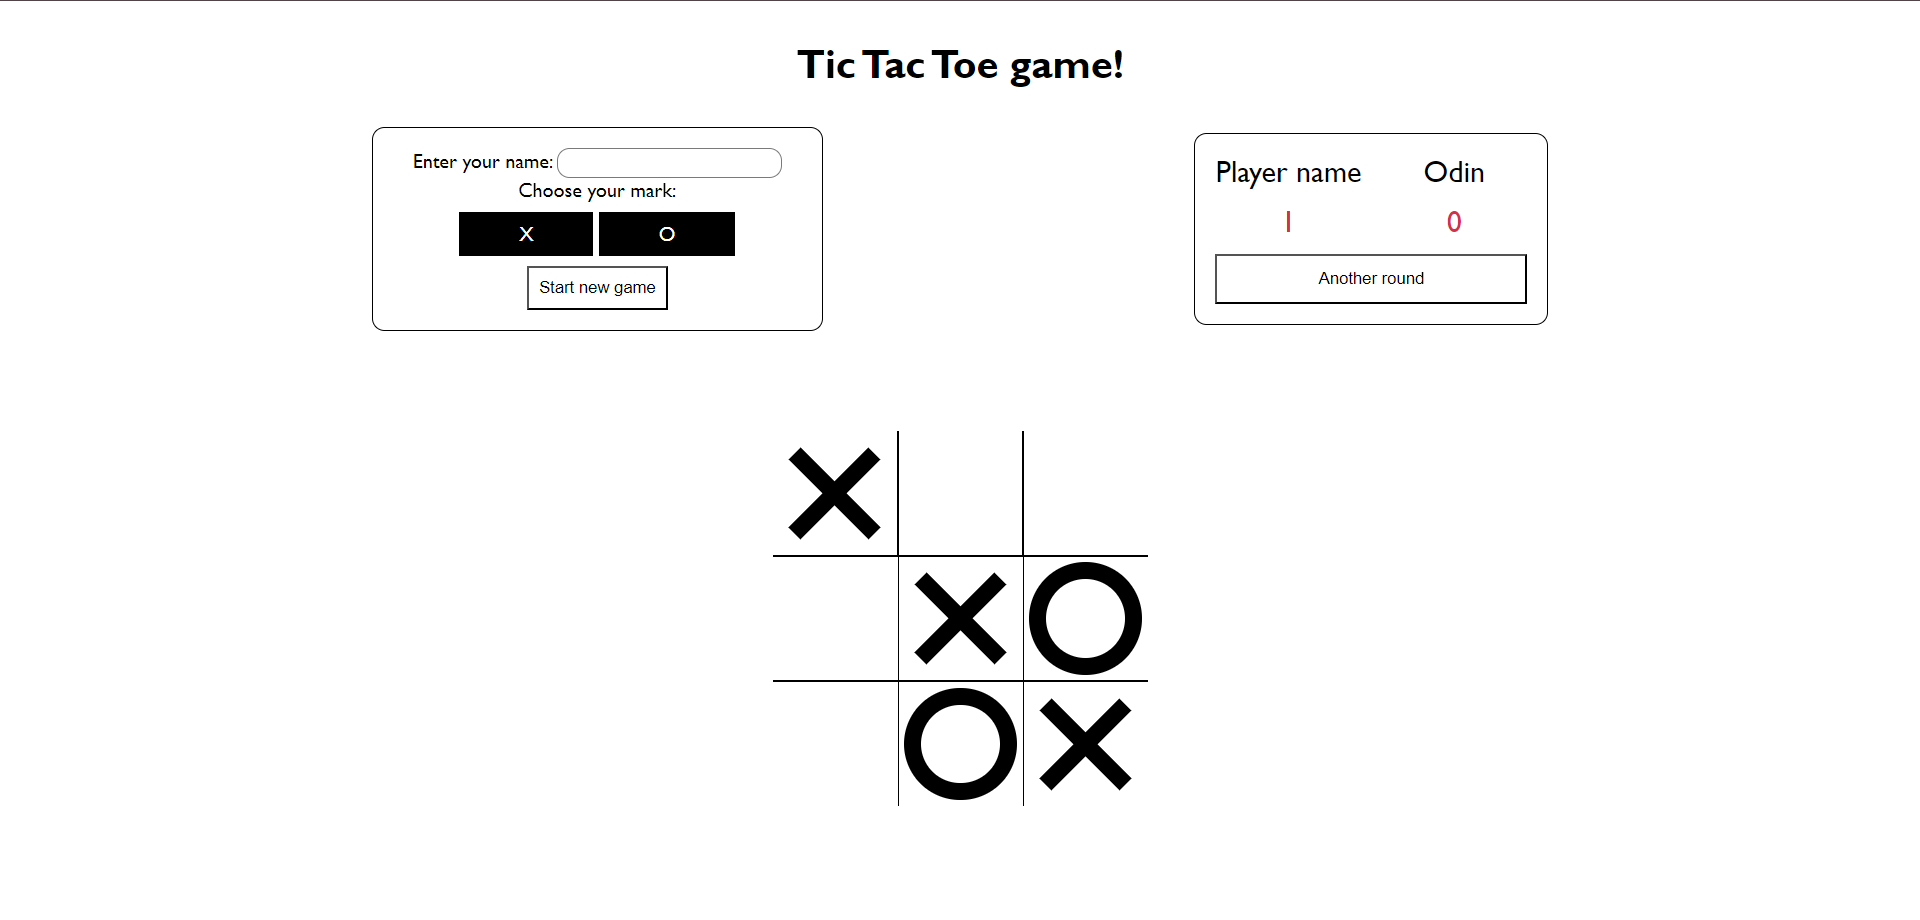 Tic Tac Toe game!
Enter your name:
Choose your mark:
X O
Start new game
Player name Odin
1 0
Another round
X
X O
O X